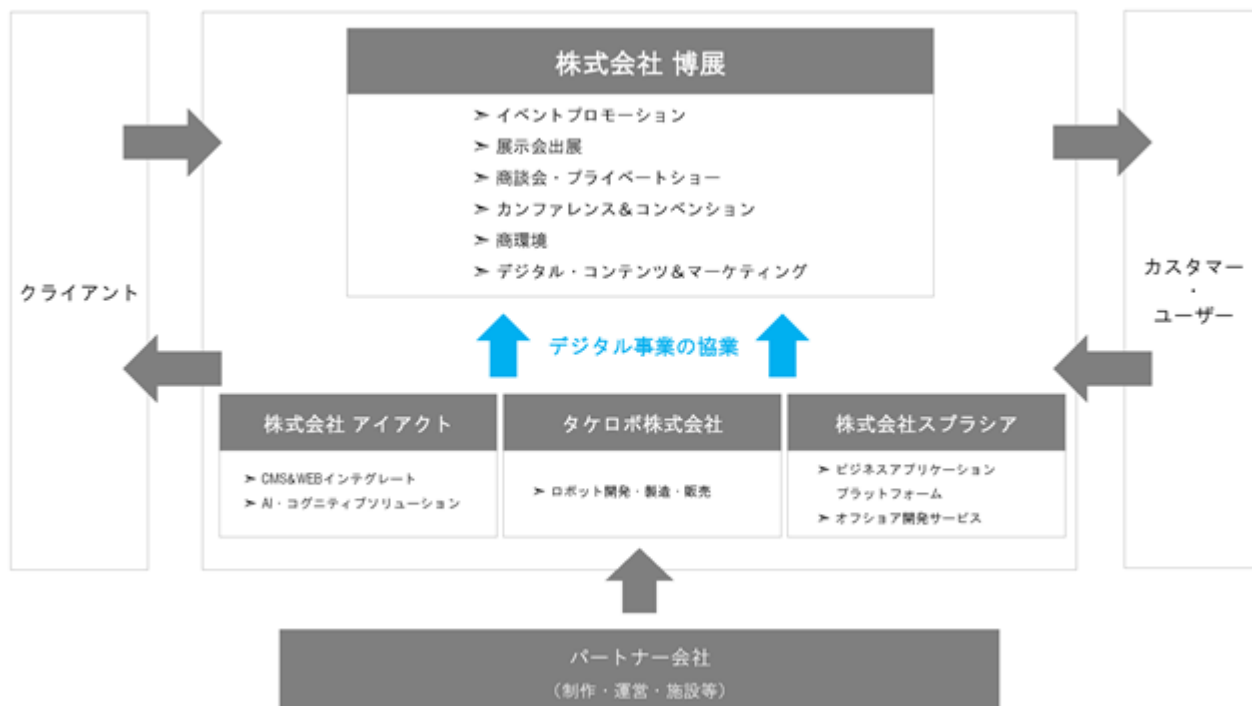 株式会社 博展
➢ イベントプロモーション
➢ 展示会出展
➢ 商談会・プライベートショー
➢ カンファレンス&コンベンション
➢ 商環境
➢ デジタル・コンテンツ&マーケティング
クライアント
カスタマー
・
ユーザー
デジタル事業の協業
株式会社 アイアクト
➢ CMS&WEBインテグレート
➢ AI・コグニティブソリューション
タケロボ株式会社
➢ ロボット開発・製造・販売
株式会社スプラシア
➢ ビジネスアプリケーション
プラットフォーム
➢ オフショア開発サービス
パートナー会社
(制作・運営・施設等)